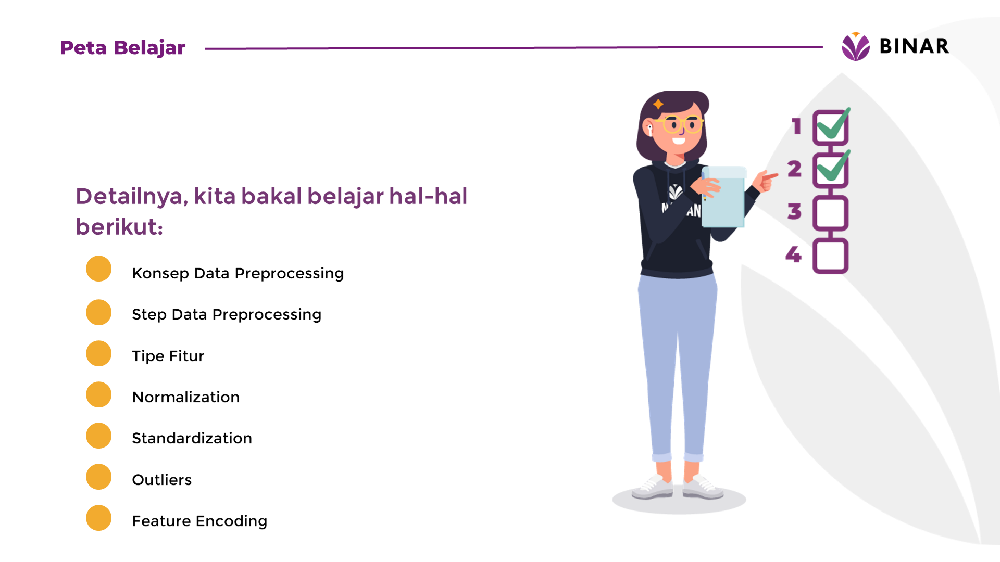 Peta Belajar
BINAR
Detailnya, kita bakal belajar hal-hal
berikut:
Konsep Data Preprocessing
Step Data Preprocessing
Tipe Fitur
Normalization
Standardization
Outliers
Feature Encoding
1
2
3
4